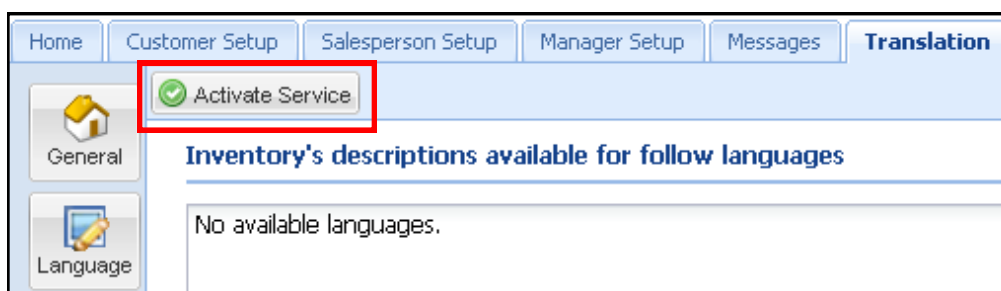 Home Customer Setup Salesperson Setup Manager Setup Messages Translation
Activate Service
General
Inventory's descriptions available for follow languages
No available languages.
Language